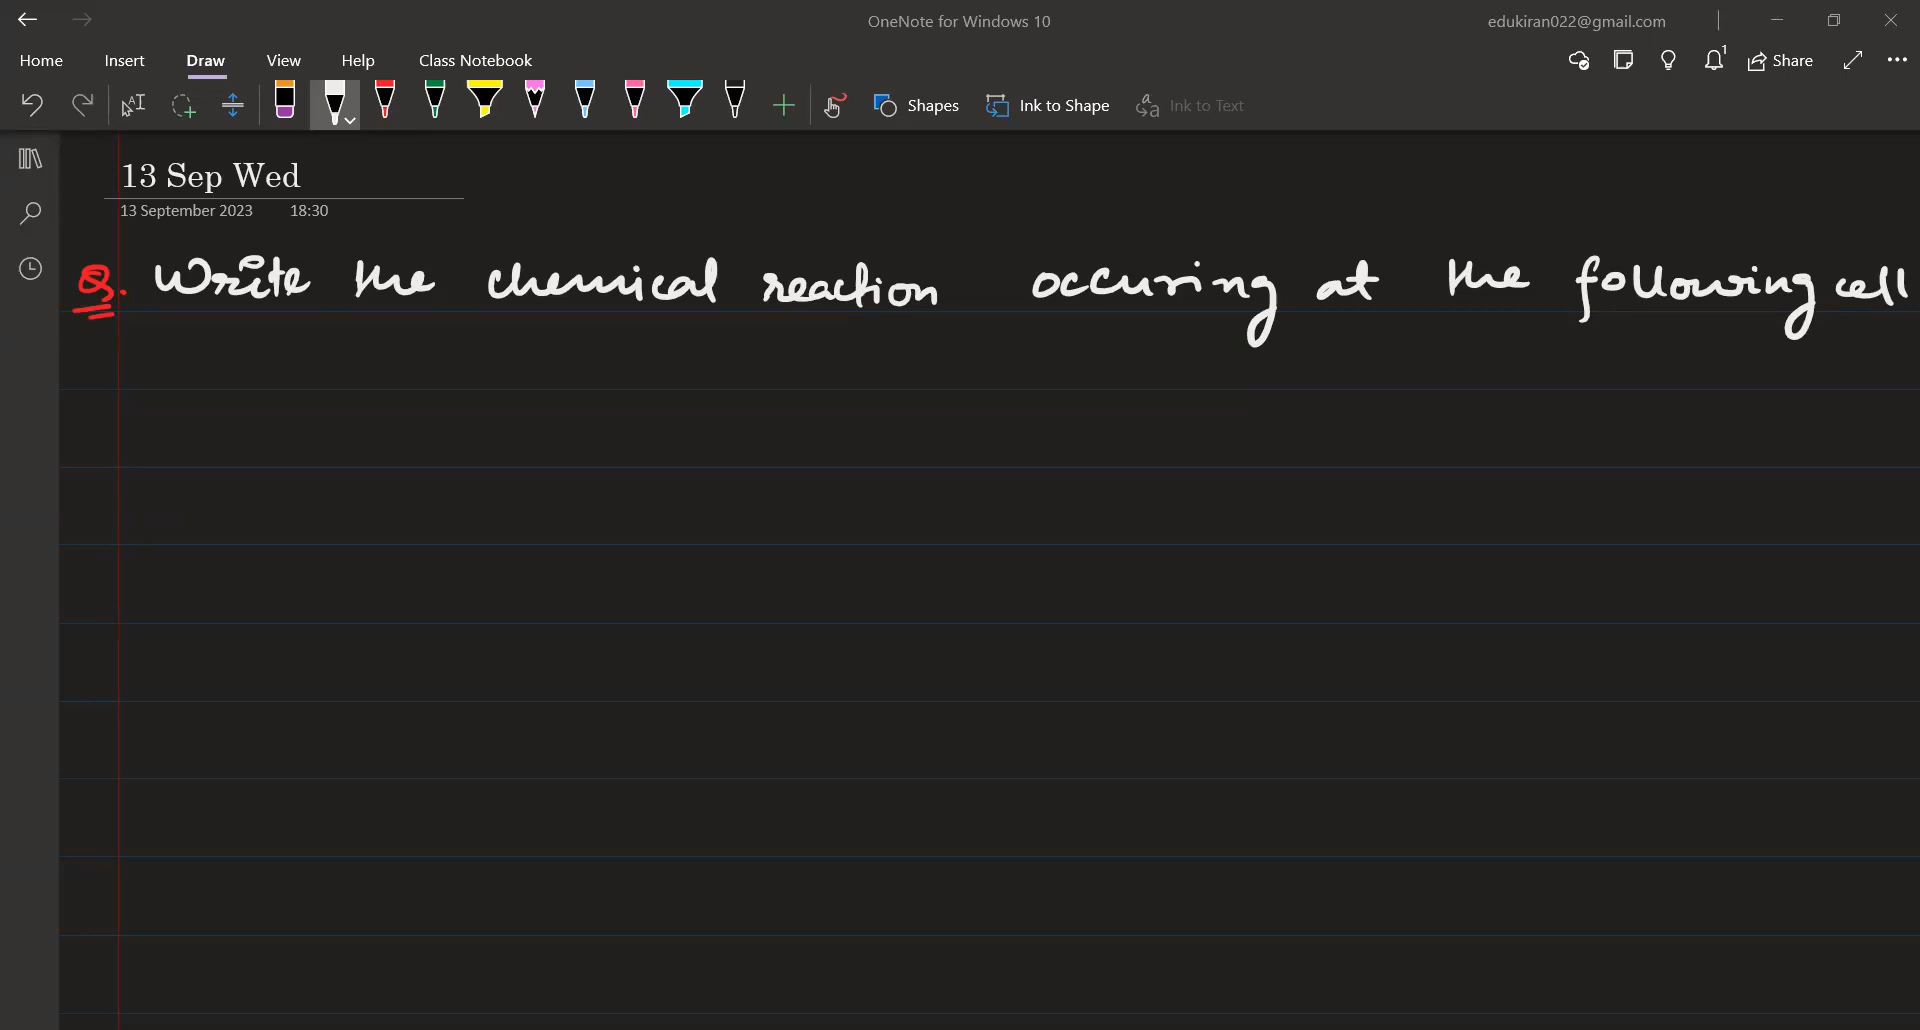 OneNote for Windows 10
edukiran022@gmail.com
Home Insert Draw View Help Class Notebook
1 Share
Shapes Ink to Shape Ink to Text
13 Sep Wed
13 September 2023 18:30
Q. Write the chemical reaction occuring at the following cell